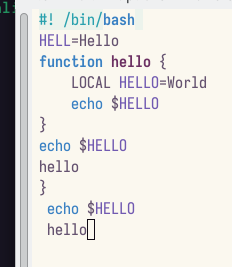 #! /bin/bash
HELL=Hello
function hello {
LOCAL HELLO=World
echo $HELLO
}
echo $HELLO
hello
}
echo $HELLO
hello